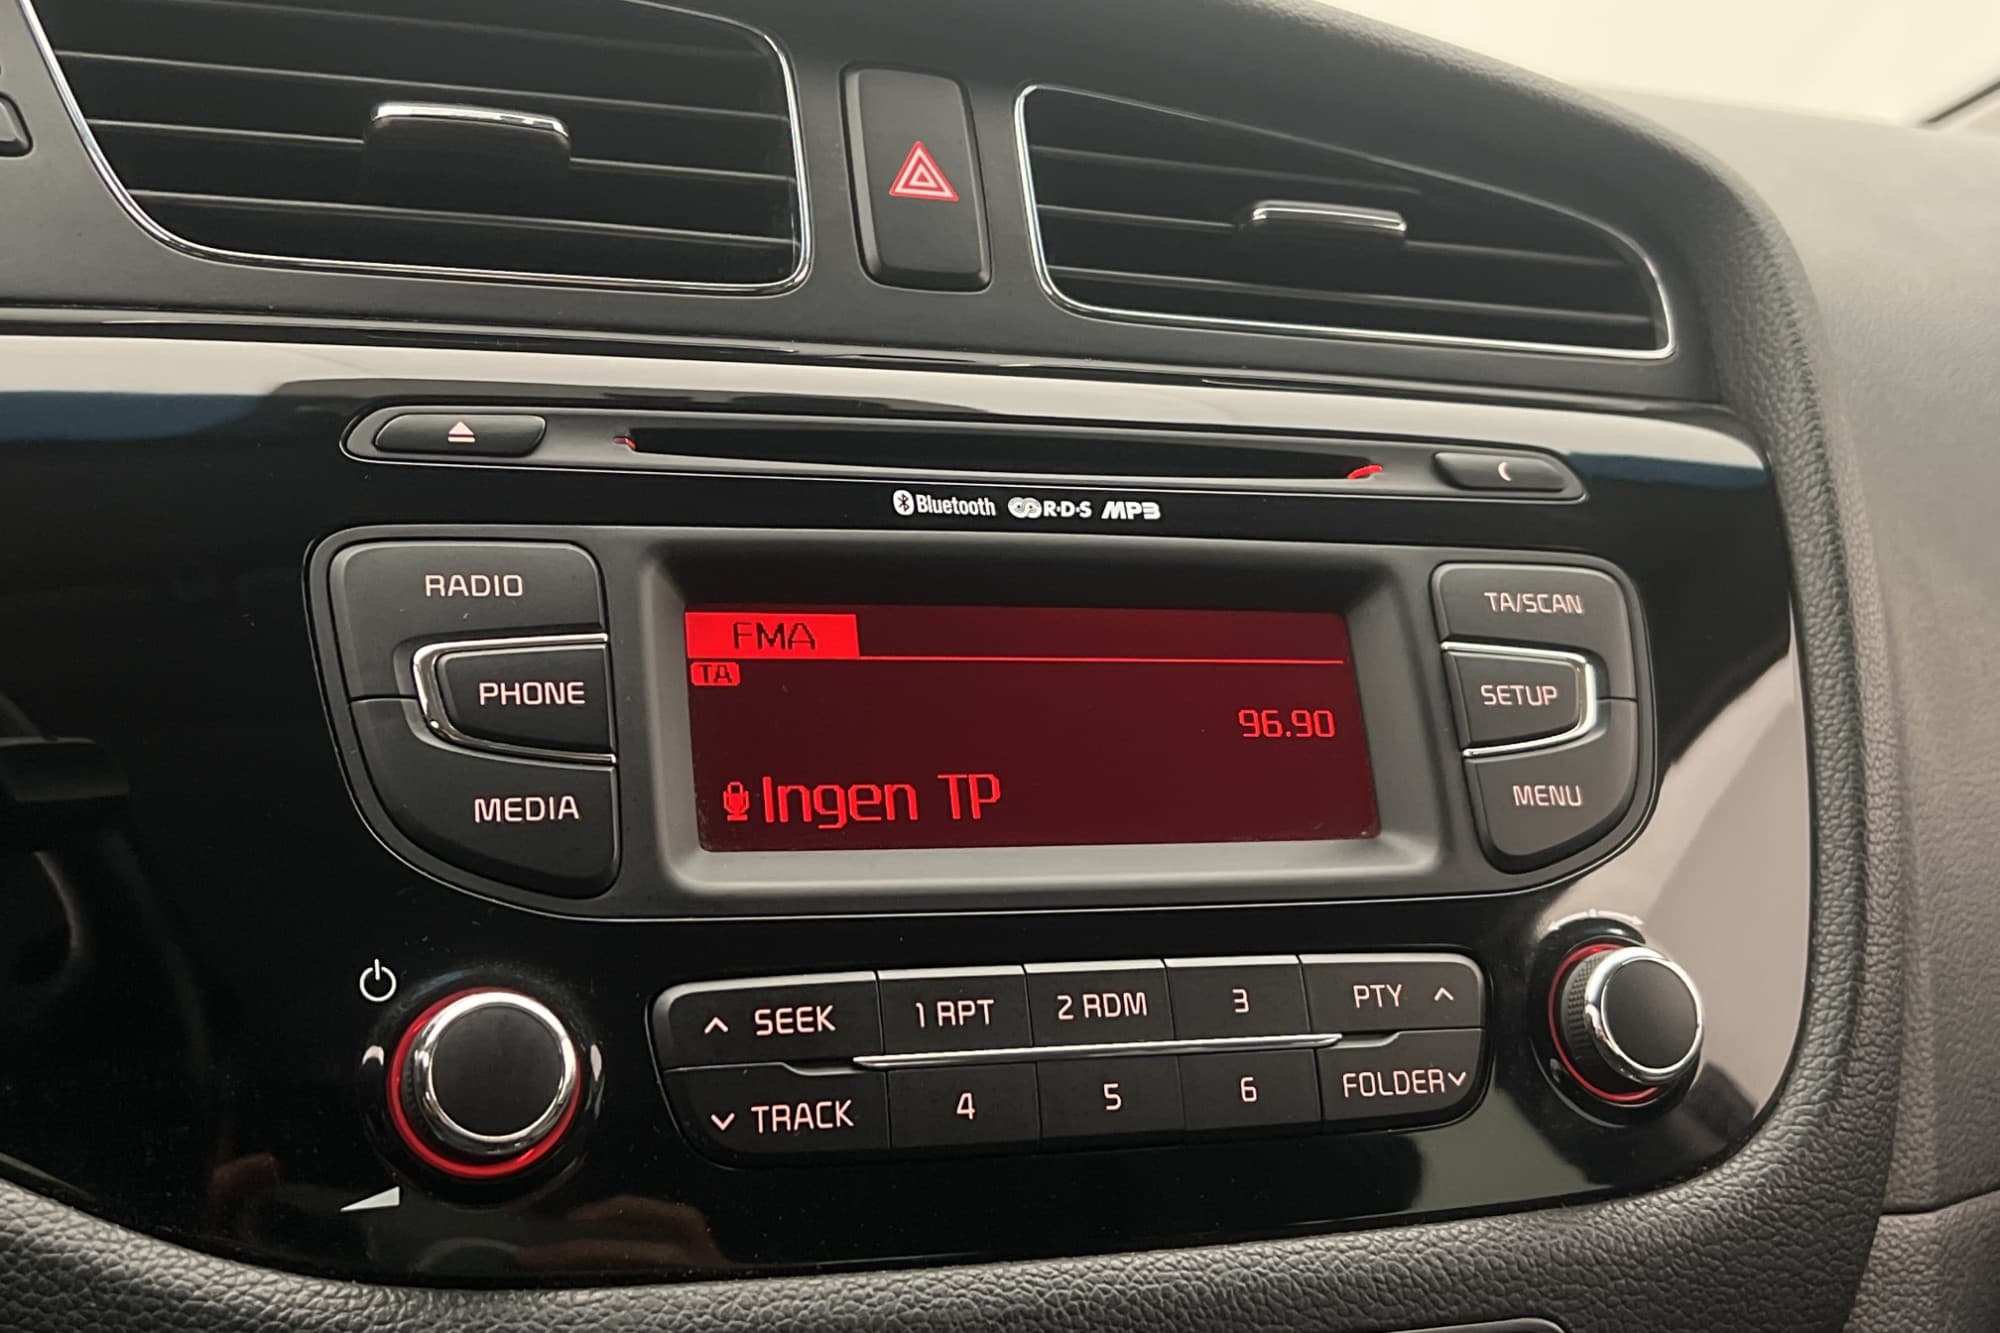 Bluetooth R·D·S MP3
RADIO
PHONE
MEDIA
FMA
TA
96.90
Ingen TP
TA/SCAN
SETUP
MENU
SEEK
1 RPT
2 RDM
3
PTY
TRACK
4
5
6
FOLDER